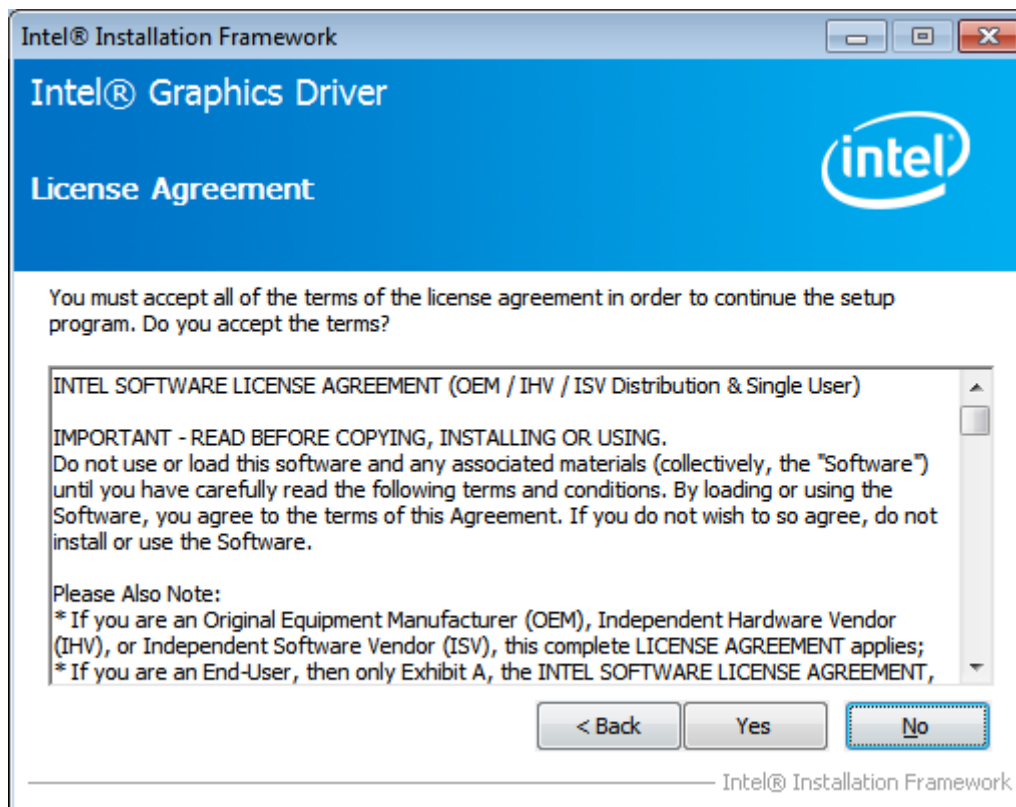 Intel® Installation Framework
Intel® Graphics Driver
intel
License Agreement
You must accept all of the terms of the license agreement in order to continue the setup
program. Do you accept the terms?
INTEL SOFTWARE LICENSE AGREEMENT (OEM / IHV / ISV Distribution & Single User)
IMPORTANT - READ BEFORE COPYING, INSTALLING OR USING.
Do not use or load this software and any associated materials (collectively, the "Software")
until you have carefully read the following terms and conditions. By loading or using the
Software, you agree to the terms of this Agreement. If you do not wish to so agree, do not
install or use the Software.
Please Also Note:
* If you are an Original Equipment Manufacturer (OEM), Independent Hardware Vendor
(IHV), or Independent Software Vendor (ISV), this complete LICENSE AGREEMENT applies;
* If you are an End-User, then only Exhibit A, the INTEL SOFTWARE LICENSE AGREEMENT,
< Back Yes No
Intel® Installation Framework